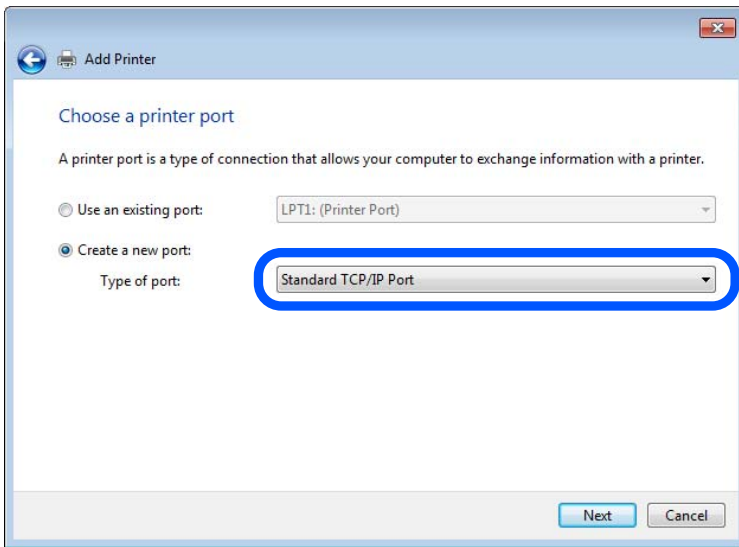 Add Printer
Choose a printer port
A printer port is a type of connection that allows your computer to exchange information with a printer.
Use an existing port:
LPT1: (Printer Port)
Create a new port:
Type of port:
Standard TCP/IP Port
Next
Cancel